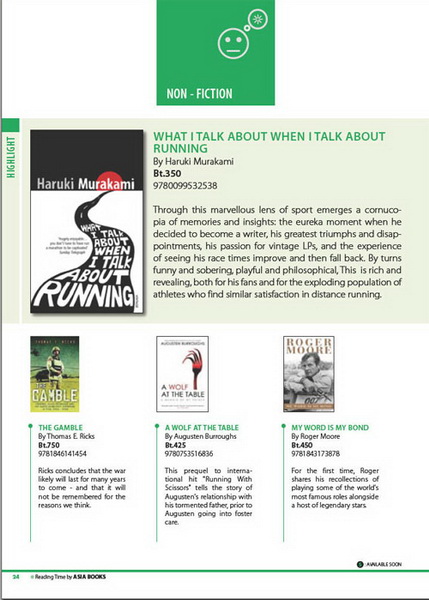 NON - FICTION
HIGHLIGHT
WHAT I TALK ABOUT WHEN I TALK ABOUT
RUNNING
By Haruki Murakami
Bt.350
9780099532538
Through this marvellous lens of sport emerges a cornuco-
pia of memories and insights: the eureka moment when he
decided to become a writer, his greatest triumphs and disap-
pointments, his passion for vintage LPs, and the experience
of seeing his race times improve and then fall back. By turns
funny and sobering, playful and philosophical, This is rich and
revealing, both for his fans and for the exploding population of
athletes who find similar satisfaction in distance running.
Haruki Murakami
WHAT I
TALK
ABOUT
WHEN I
TALK
ABOUT
RUNNING
THE
GAMBLE
AUGUSTEN BURROUGHS
A WOLF
AT THE TABLE
ROGER
MOORE
007
THE GAMBLE
By Thomas E. Ricks
Bt.750
9781846141454
Ricks concludes that the war
likely will last for many years
to come - and that it will
not be remembered for the
reasons we think.
A WOLF AT THE TABLE
By Augusten Burroughs
Bt.425
9780753516836
This prequel to interna-
tional hit "Running With
Scissors" tells the story of
Augusten's relationship with
his tormented father, prior to
Augusten going into foster
care.
MY WORD IS MY BOND
By Roger Moore
Bt.450
9781843173878
For the first time, Roger
shares his recollections of
playing some of the world's
most famous roles alongside
a host of legendary stars.
AVAILABLE SOON
24 Reading Time by ASIA BOOKS